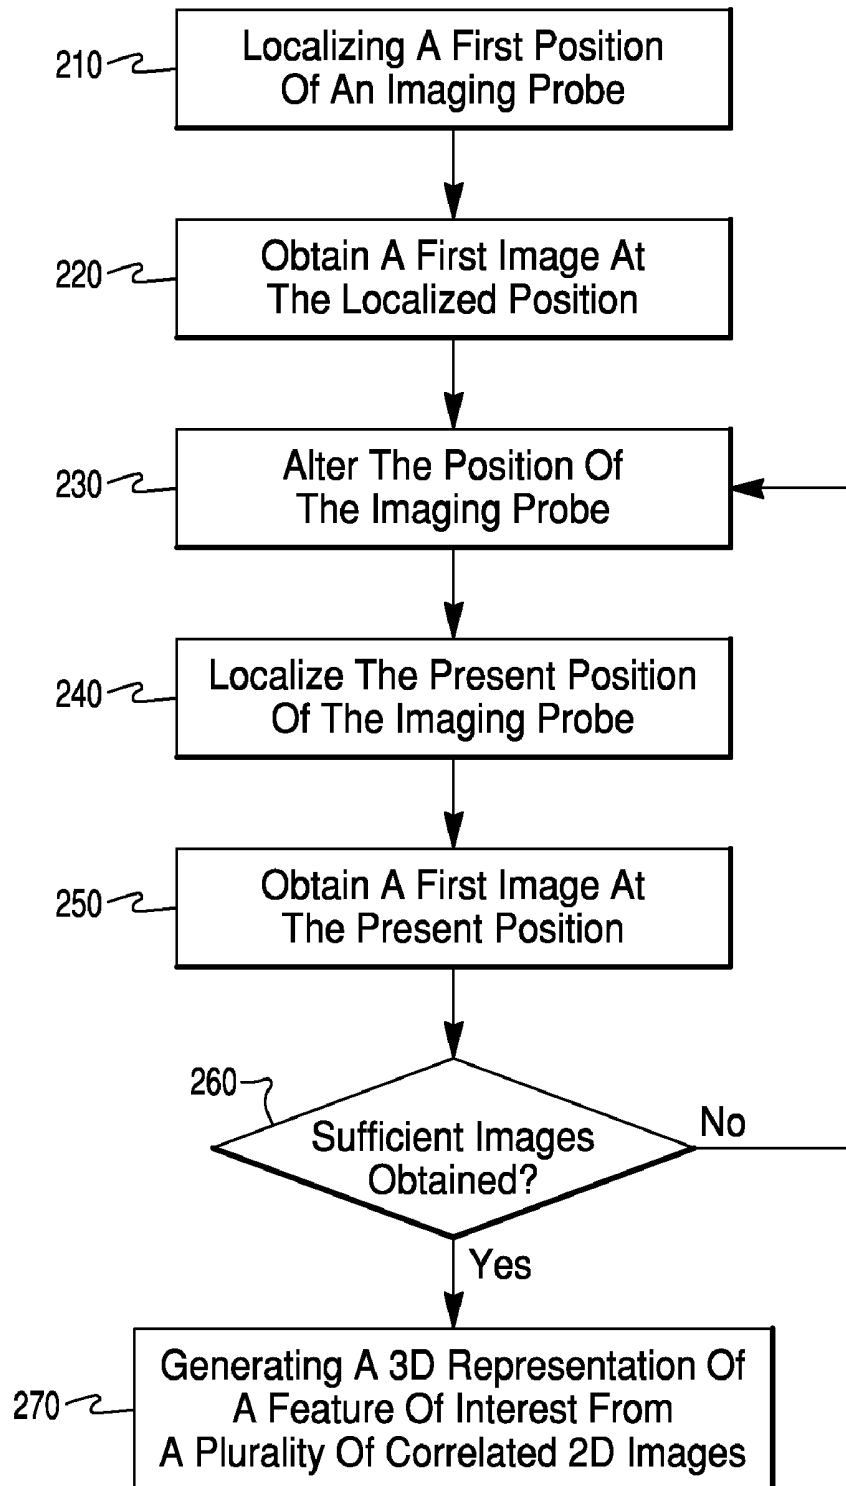 210
Localizing A First Position
Of An Imaging Probe
220
Obtain A First Image At
The Localized Position
230
Alter The Position Of
The Imaging Probe
240
Localize The Present Position
Of The Imaging Probe
250
Obtain A First Image At
The Present Position
260
Sufficient Images
Obtained?
No
Yes
270
Generating A 3D Representation Of
A Feature Of Interest From
A Plurality Of Correlated 2D Images